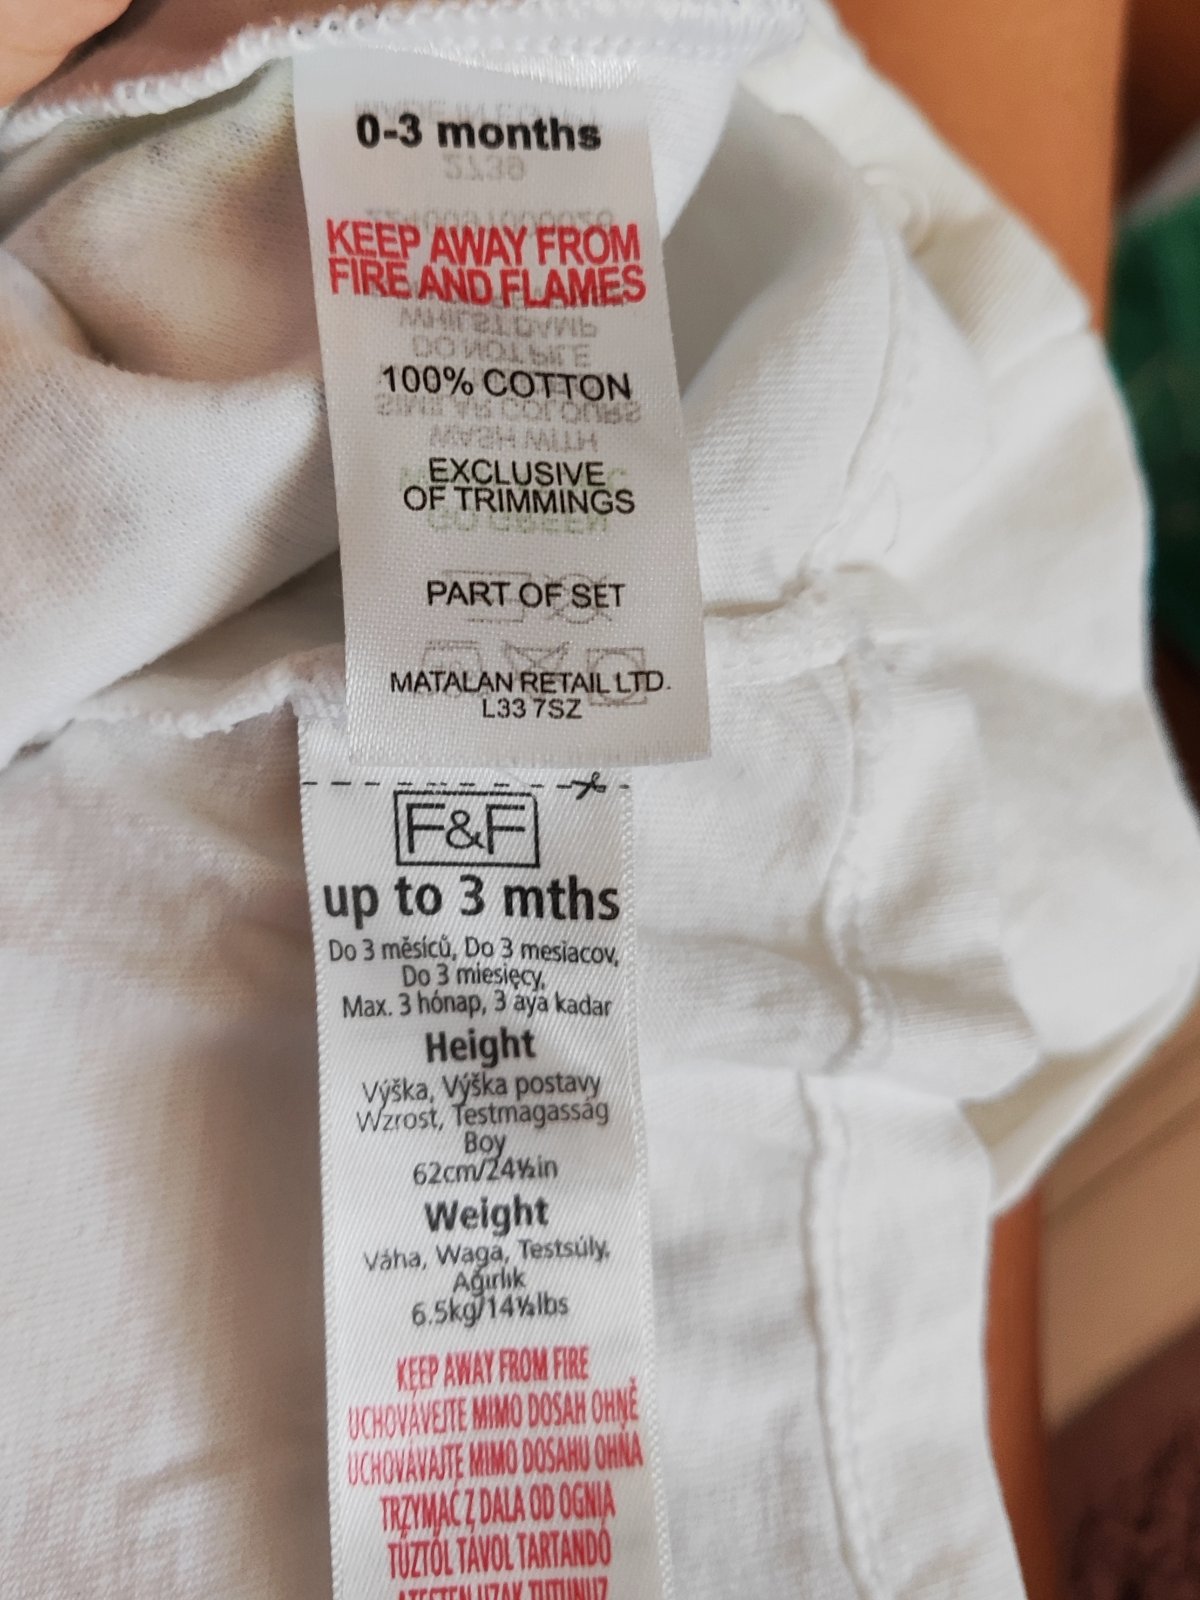 0-3 months
KEEP AWAY FROM
FIRE AND FLAMES
100% COTTON
EXCLUSIVE
OF TRIMMINGS
PART OF SET
MATALAN RETAIL LTD.
L33 7SZ
F&F
up to 3 mths
Do 3 měsíců, Do 3 mesiacov,
Do 3 miesięcy,
Max. 3 hónap, 3 aya kadar
Height
Výška, Výška postavy
Wzrost, Testmagasság
Boy
62cm/24½in
Weight
Váha, Waga, Testsúly,
Ağırlık
6.5kg/14½lbs
KEEP AWAY FROM FIRE
UCHOVÁVEJTE MIMO DOSAH OHNĚ
UCHOVÁVAJTE MIMO DOSAHU OHŇA
TRZYMAĆ Z DALA OD OGNIA
TŰZTŐL TÁVOL TARTANDÓ
ATEŞTEN UZAK TUTUNUZ